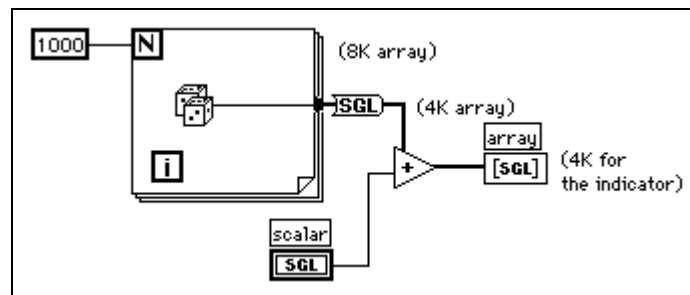 1000
N
(8K array)
SGL
(4K array)
array
+
[SGL]
(4K for
the indicator)
i
scalar
SGL